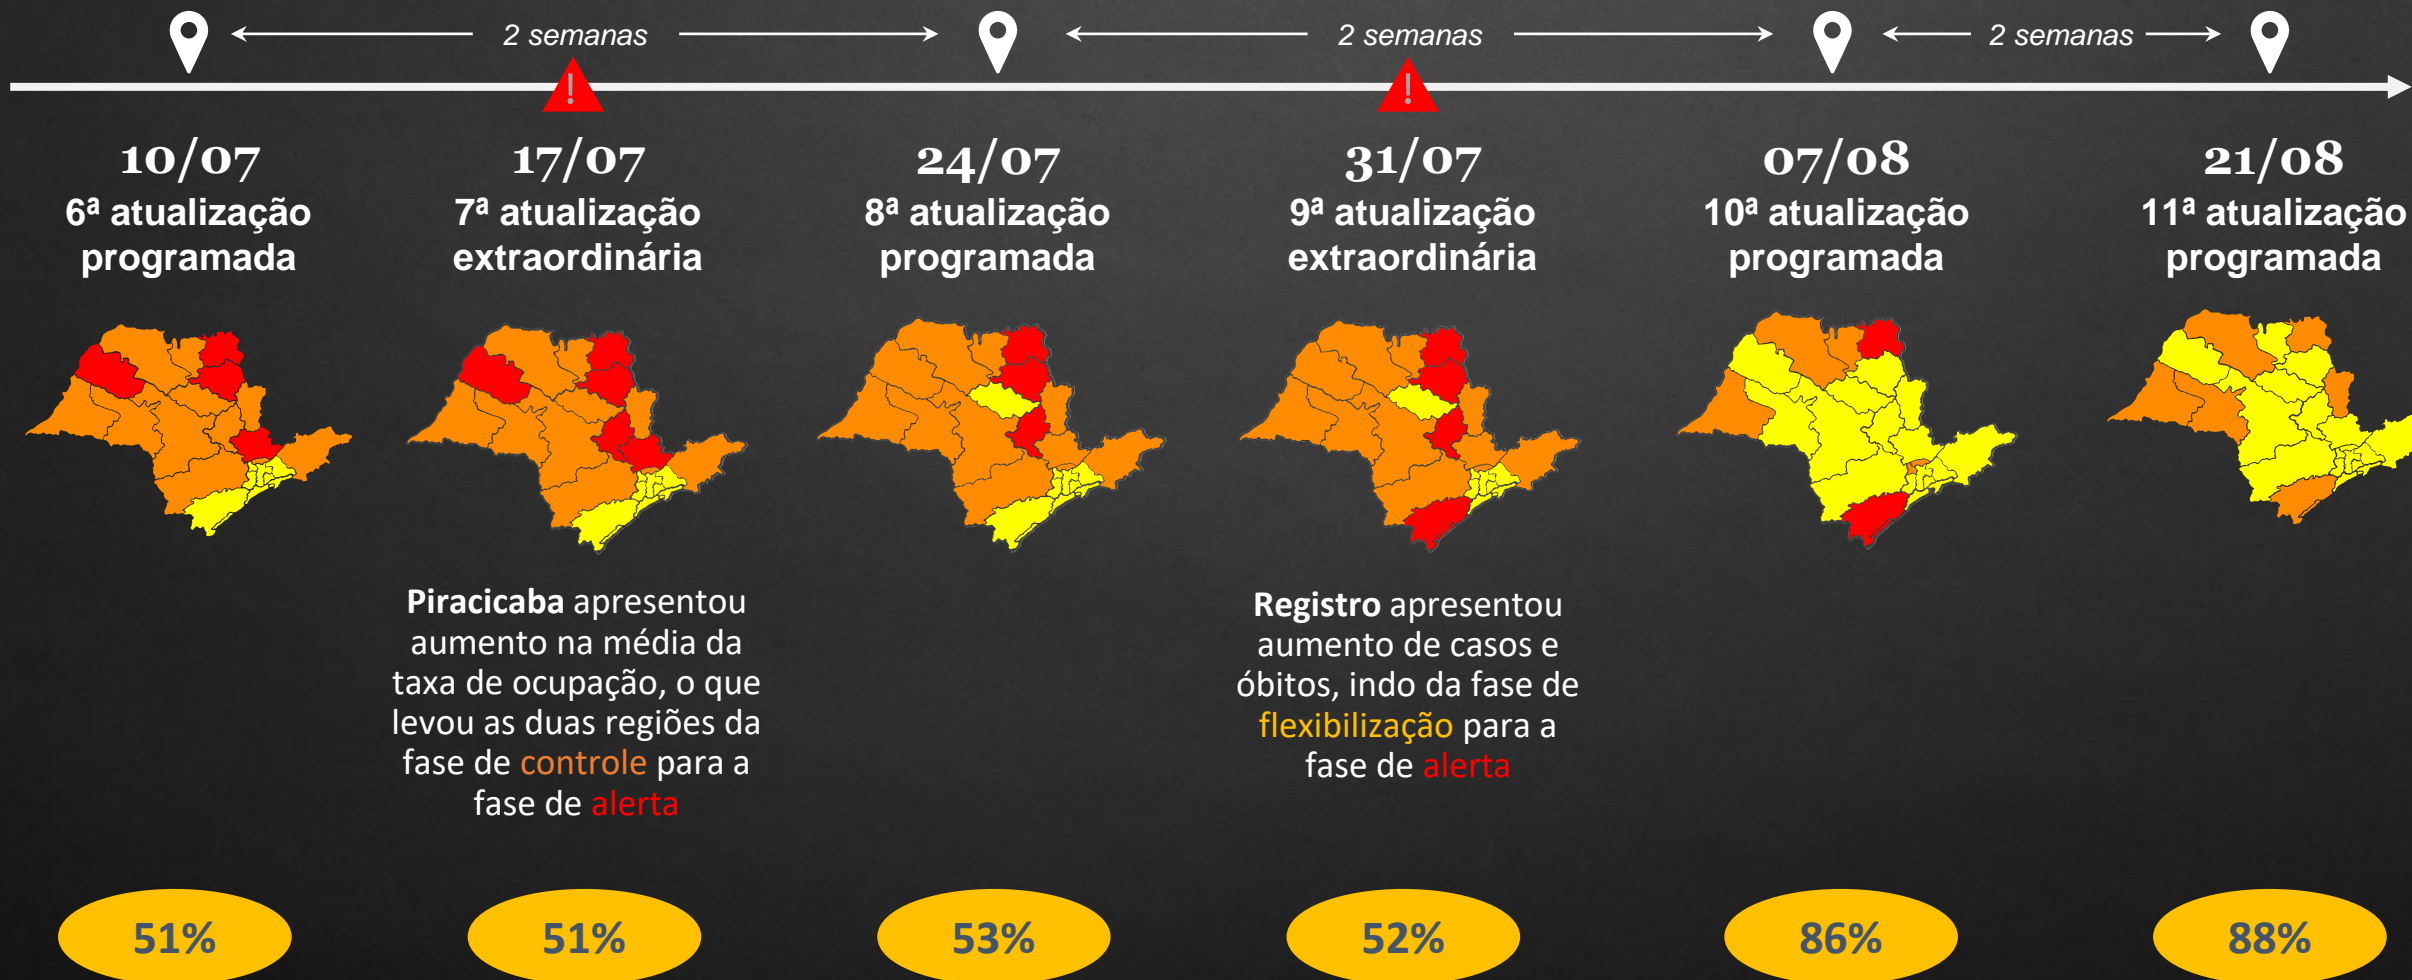 2 semanas
2 semanas
2 semanas
!
!
10/07
6ª atualização
programada
17/07
7ª atualização
extraordinária
24/07
8ª atualização
programada
31/07
9ª atualização
extraordinária
07/08
10ª atualização
programada
21/08
11ª atualização
programada
Piracicaba apresentou
aumento na média da
taxa de ocupação, o que
levou as duas regiões da
fase de controle para a
fase de alerta
Registro apresentou
aumento de casos e
óbitos, indo da fase de
flexibilização para a
fase de alerta
51%
51%
53%
52%
86%
88%